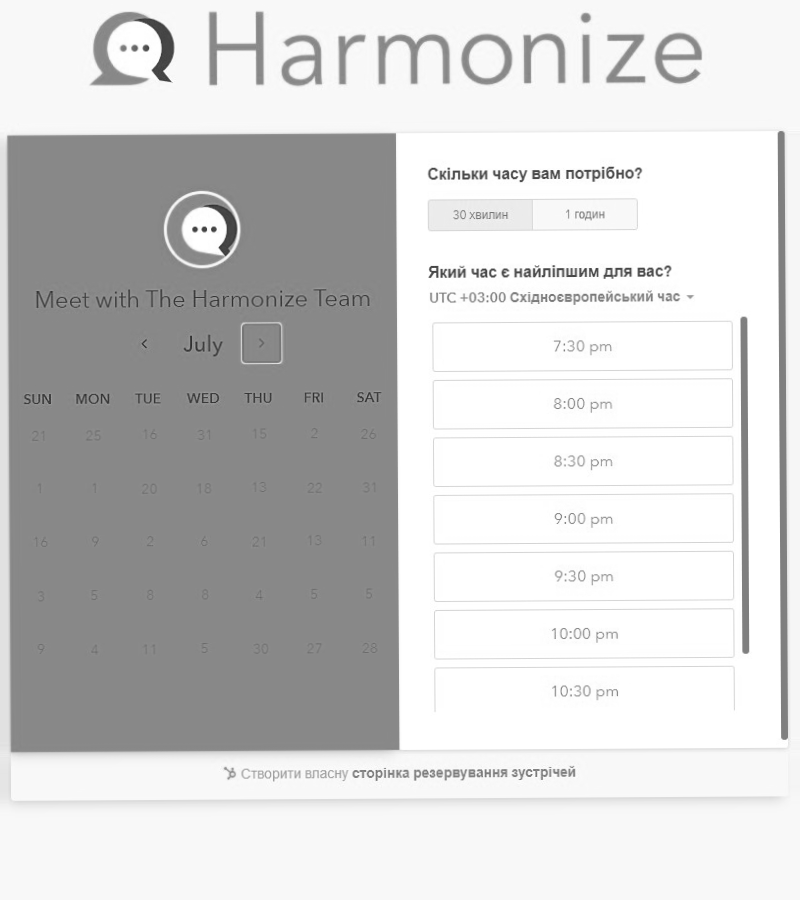 Harmonize
Meet with The Harmonize Team
July
SUN MON TUE WED THU FRI SAT
21 25 16 31 15 2 26
1 1 20 18 13 22 31
16 9 2 6 21 13 11
3 5 8 8 4 5 5
9 4 11 5 30 27 28
Скільки часу вам потрібно?
30 хвилин 1 годин
Який час є найліпшим для вас?
UTC +03:00 Східноєвропейський час
7:30 pm
8:00 pm
8:30 pm
9:00 pm
9:30 pm
10:00 pm
10:30 pm
Створити власну сторінка резервування зустрічей